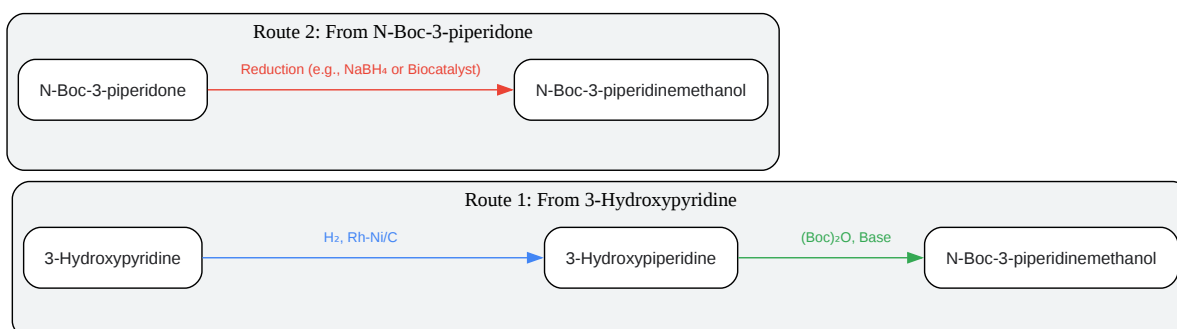 Route 2: From N-Boc-3-piperidone
Reduction (e.g., NaBH₄ or Biocatalyst)
N-Boc-3-piperidone
N-Boc-3-piperidinemethanol
Route 1: From 3-Hydroxypyridine
H₂, Rh-Ni/C
(Boc)₂O, Base
3-Hydroxypyridine
3-Hydroxypiperidine
N-Boc-3-piperidinemethanol